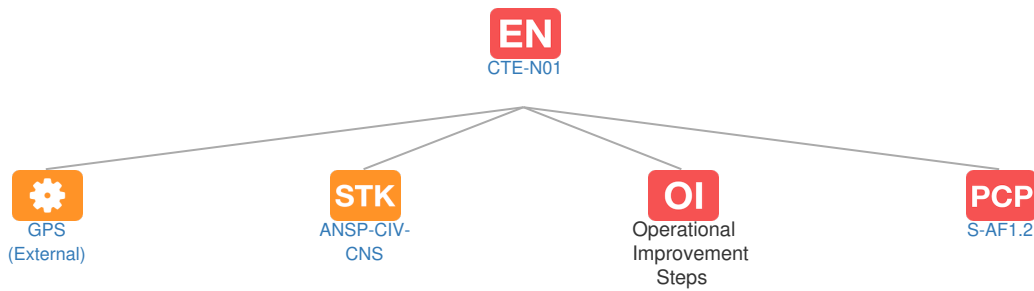 EN
CTE-N01
GPS
(External)
STK
ANSP-CIV-
CNS
OI
Operational
Improvement
Steps
PCP
S-AF1.2